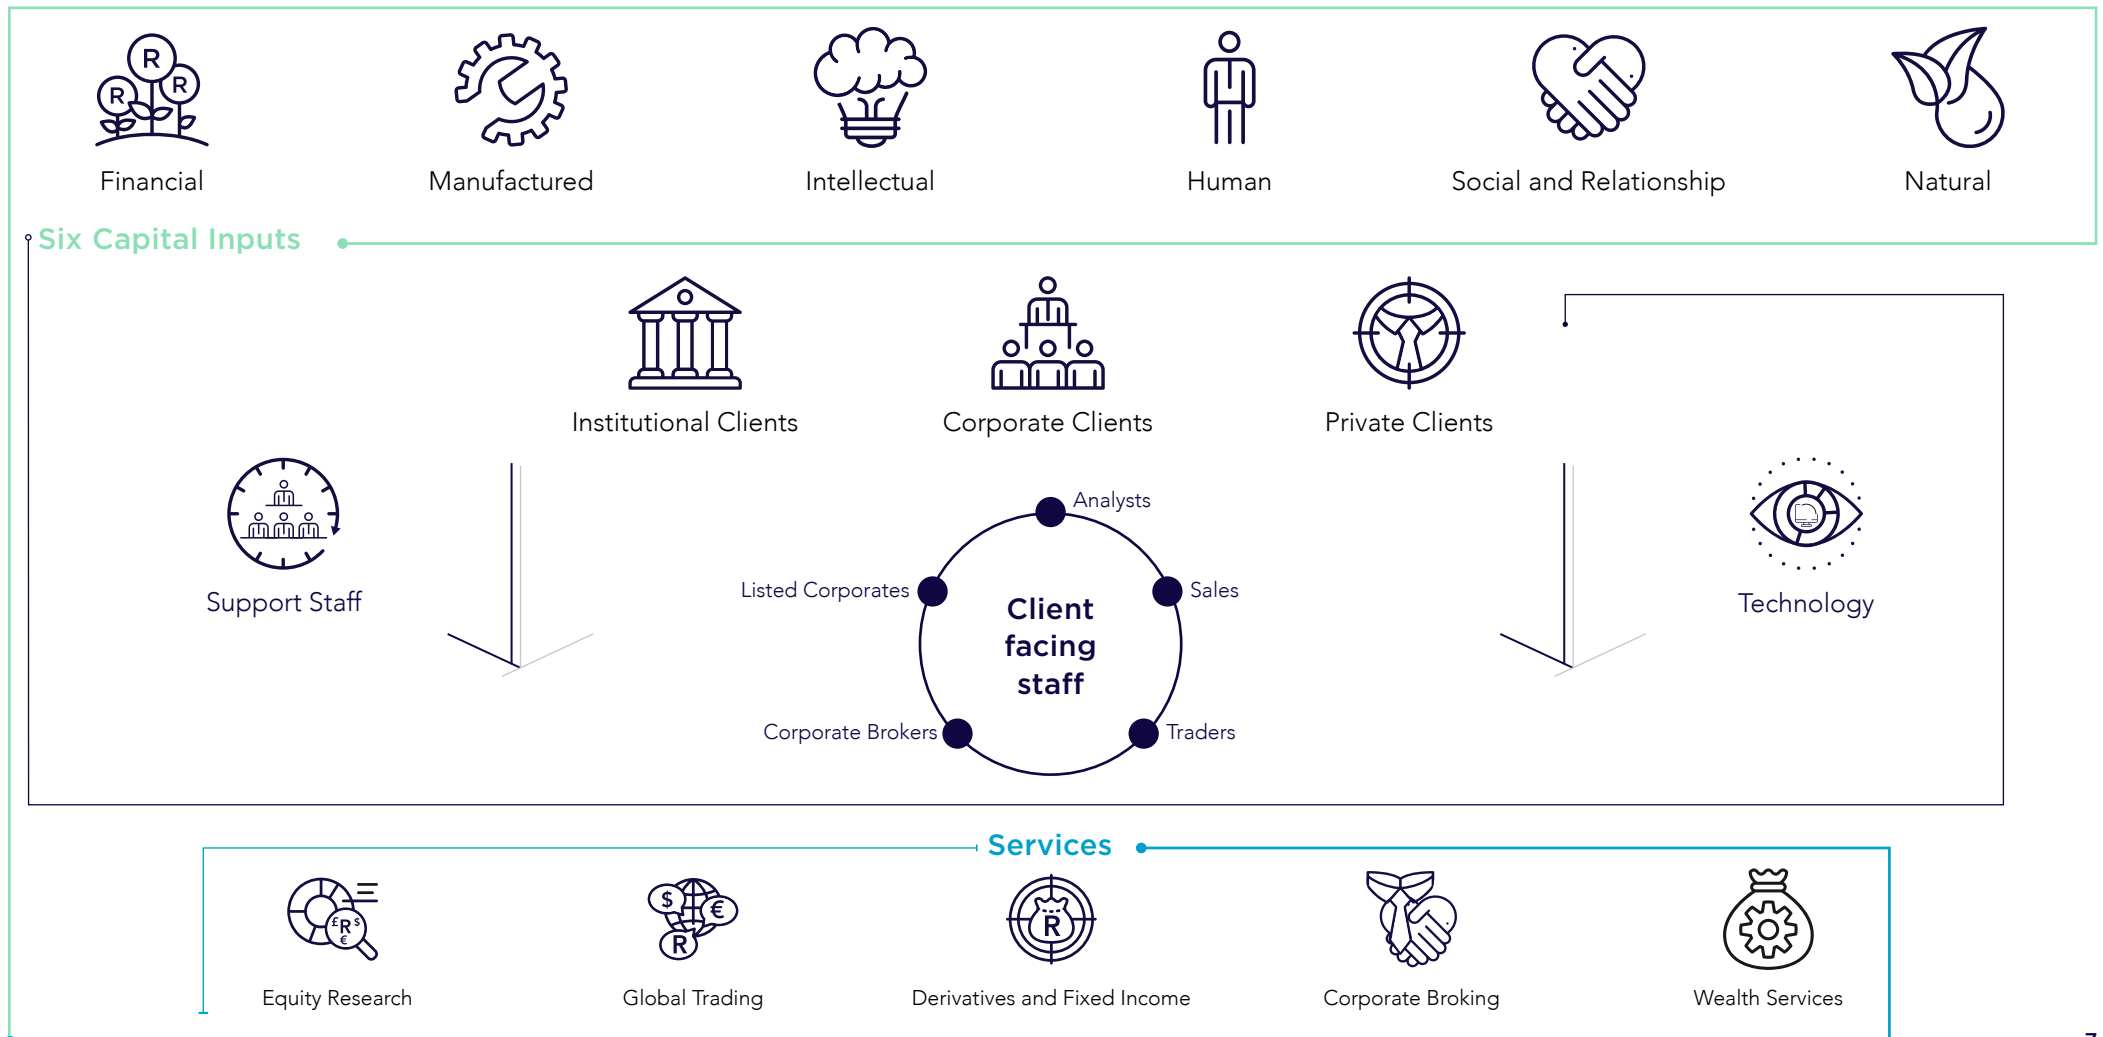 R
R
R
Financial
Manufactured
Intellectual
Human
Social and Relationship
Natural
Six Capital Inputs
Institutional Clients
Corporate Clients
Private Clients
Support Staff
Technology
Analysts
Listed Corporates
Sales
Client
facing
staff
Corporate Brokers
Traders
Services
£R$
€
$
€
R
R
Equity Research
Global Trading
Derivatives and Fixed Income
Corporate Broking
Wealth Services